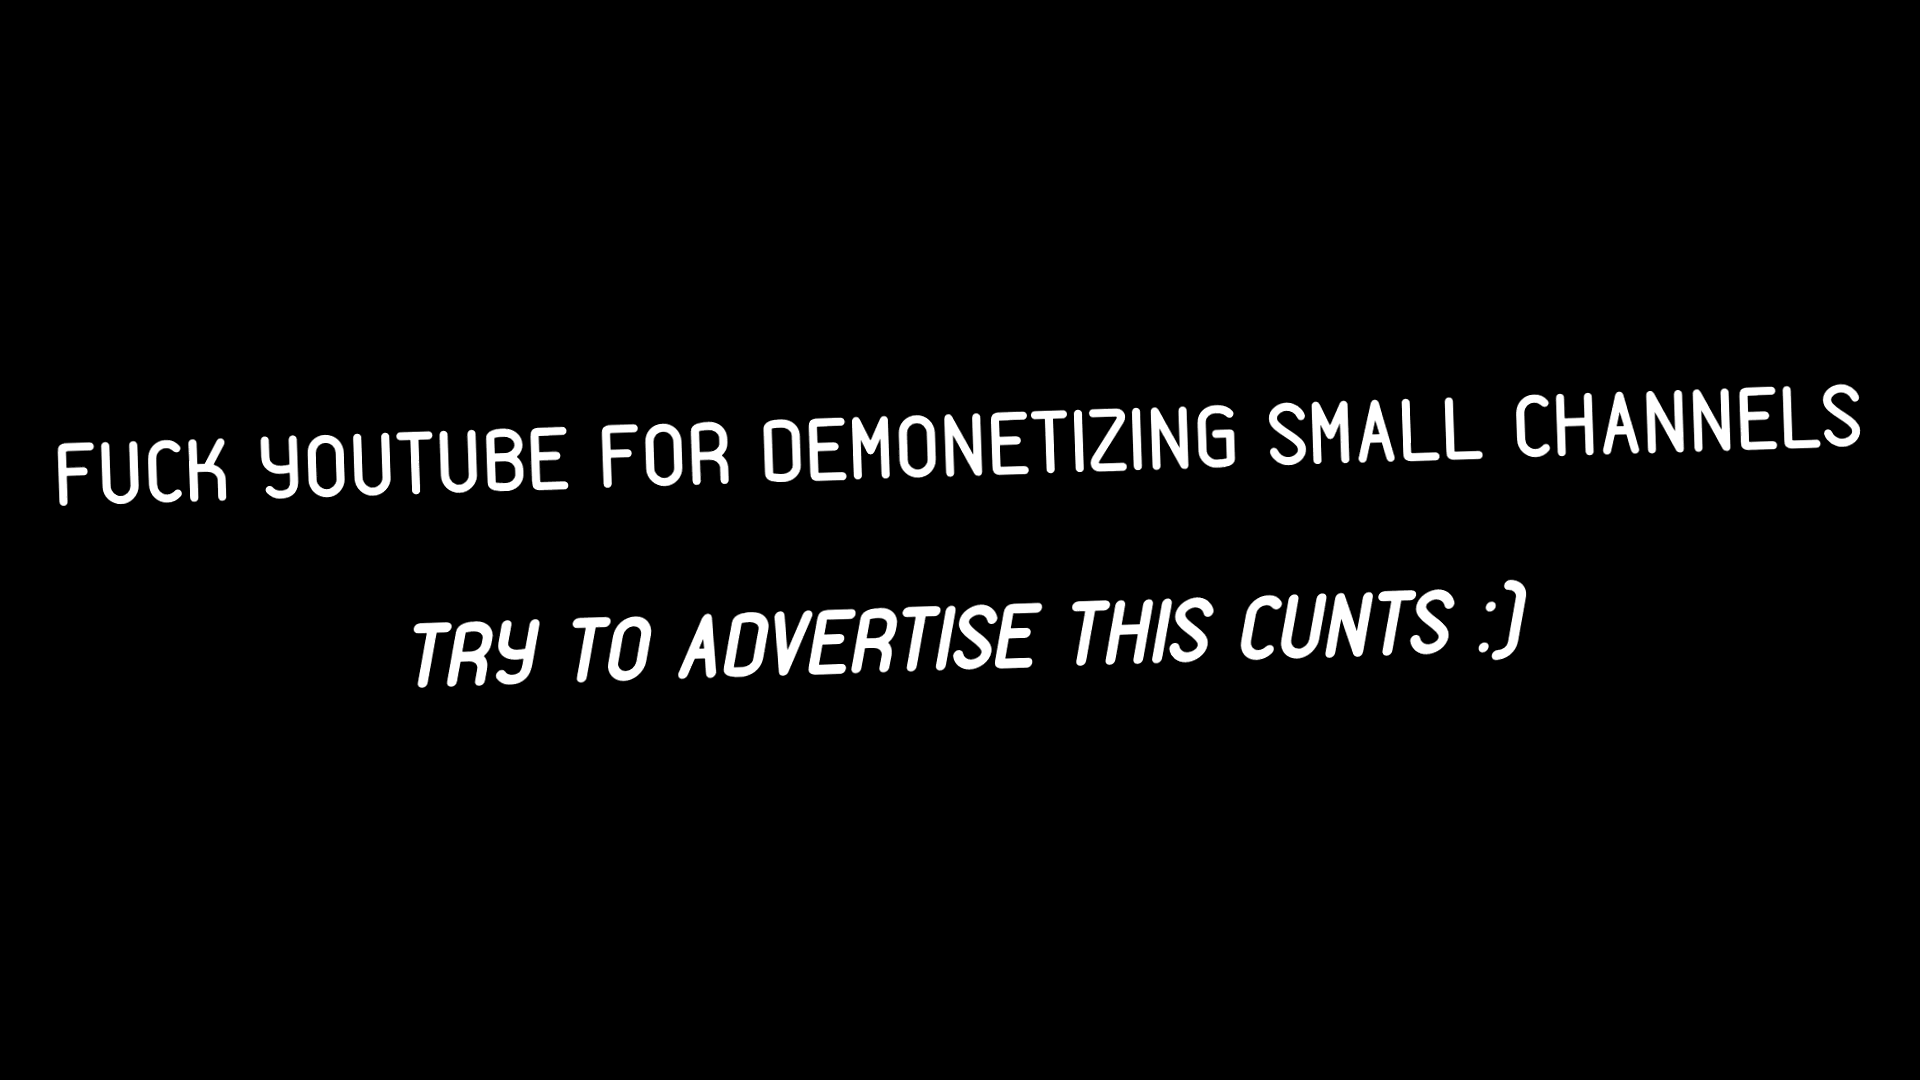 FUCK YOUTUBE FOR DEMONETIZING SMALL CHANNELS
TRY TO ADVERTISE THIS CUNTS :)